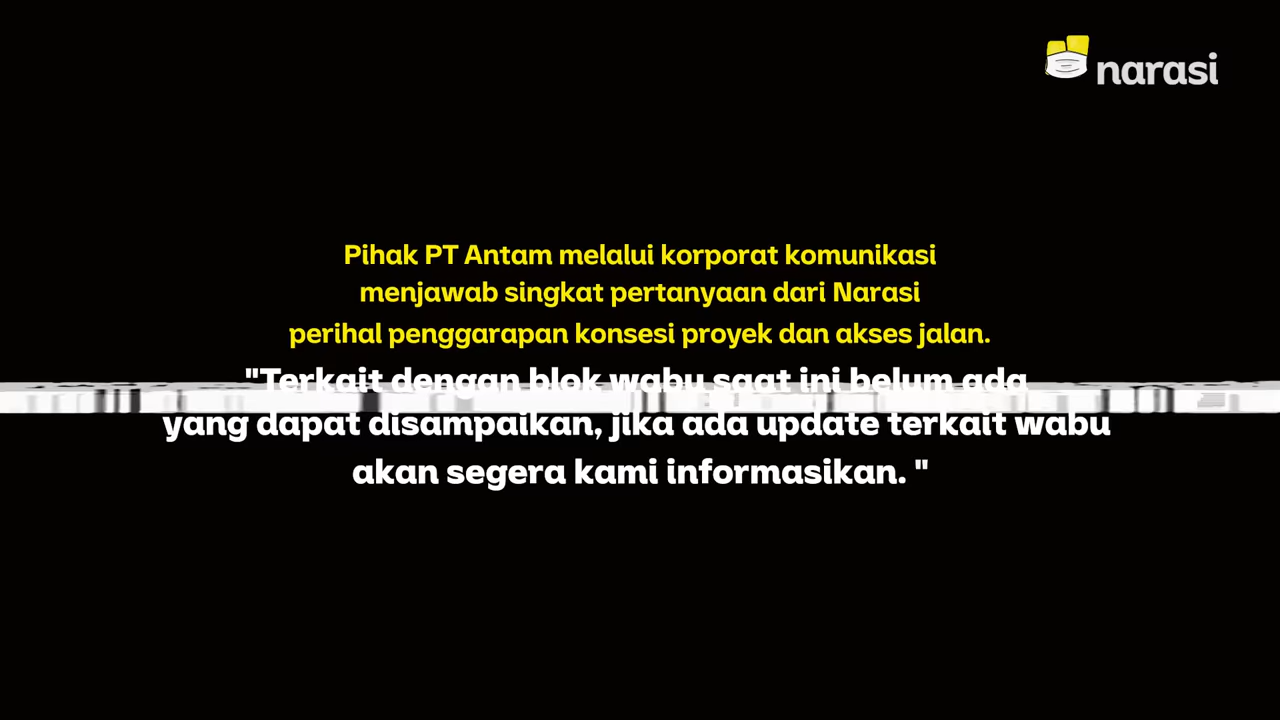 narasi
Pihak PT Antam melalui korporat komunikasi
menjawab singkat pertanyaan dari Narasi
perihal penggarapan konsesi proyek dan akses jalan.
"Terkait dengan blok wabu saat ini belum ada
yang dapat disampaikan, jika ada update terkait wabu
akan segera kami informasikan. "